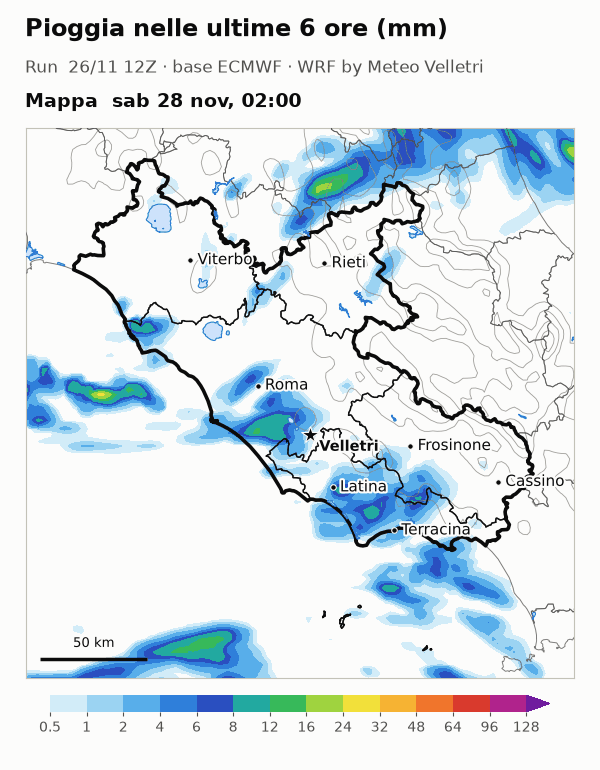 Pioggia nelle ultime 6 ore (mm)
Run  26/11 12Z · base ECMWF · WRF by Meteo Velletri
Mappa  sab 28 nov, 02:00
Viterbo
Rieti
Roma
Velletri
Frosinone
Cassino
Latina
Terracina
50 km
0.5 1 2 4 6 8 12 16 24 32 48 64 96 128